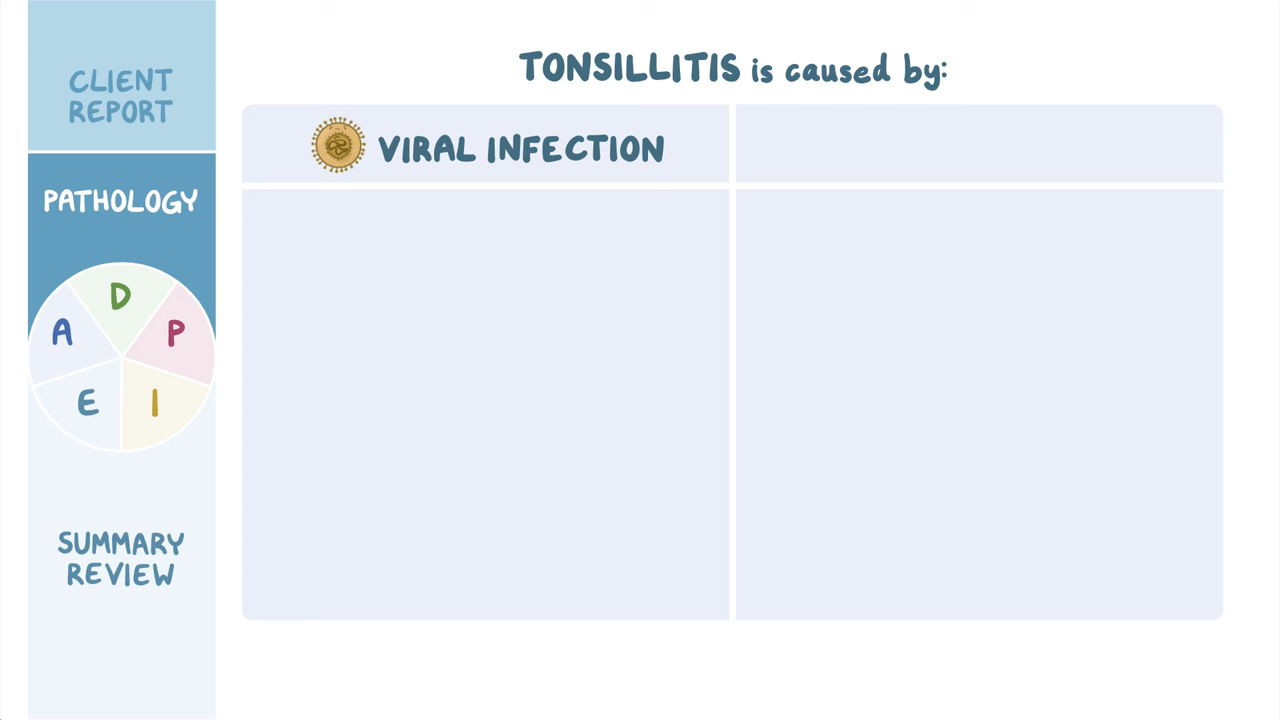 CLIENT
REPORT
PATHOLOGY
D
A
P
E
I
SUMMARY
REVIEW
TONSILLITIS is caused by:
VIRAL INFECTION